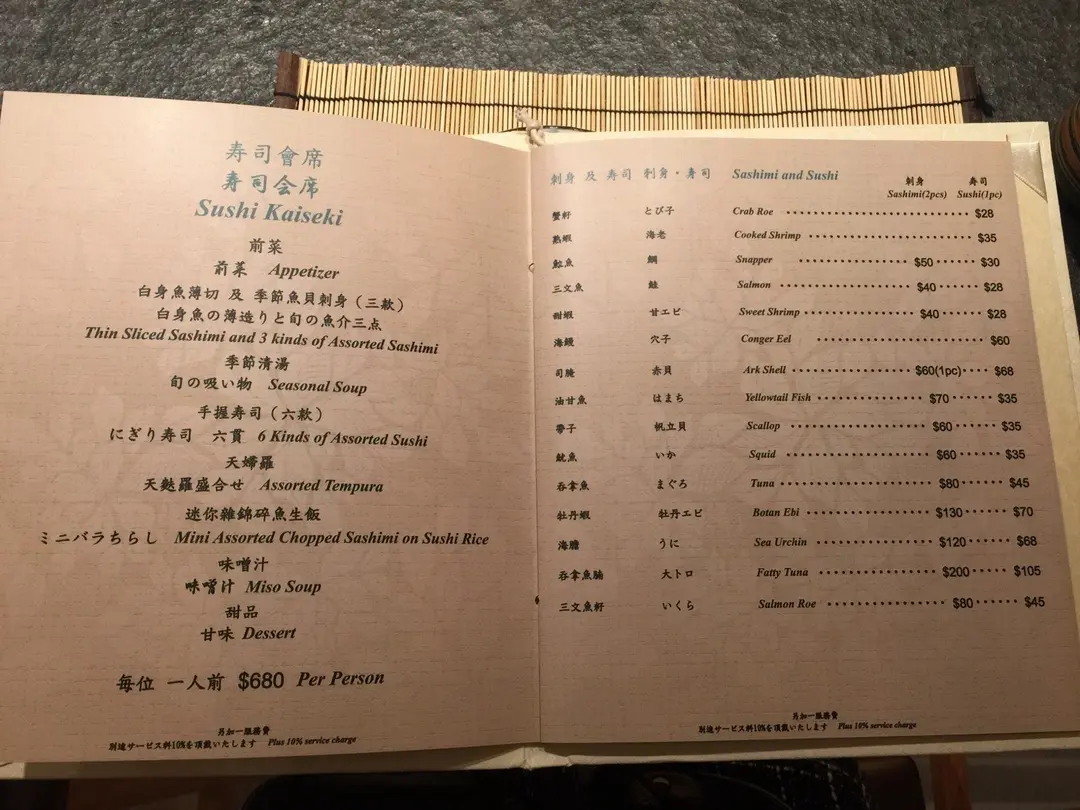 寿司會席
寿司会席
Sushi Kaiseki
前菜
前菜 Appetizer
白身魚薄切 及 季節魚貝刺身（三款）
白身魚の薄造りと旬の魚介三点
Thin Sliced Sashimi and 3 kinds of Assorted Sashimi
季節清湯
旬の吸い物 Seasonal Soup
手握寿司（六款）
にぎり寿司 六貫 6 Kinds of Assorted Sushi
天婦羅
天麩羅盛合せ Assorted Tempura
迷你雜錦碎魚生飯
ミニバラちらし Mini Assorted Chopped Sashimi on Sushi Rice
味噌汁
味噌汁 Miso Soup
甜品
甘味 Dessert
毎位 一人前 $680 Per Person
另加一服務費
別途サービス料10%を頂戴いたします Plus 10% service charge
刺身 及 寿司 刺身・寿司 Sashimi and Sushi
刺身 寿司
Sashimi(2pcs) Sushi(1pc)
蟹籽 とび子 Crab Roe $28
熟蝦 海老 Cooked Shrimp $35
鯛魚 鯛 Snapper $50 $30
三文魚 鮭 Salmon $40 $28
甜蝦 甘エビ Sweet Shrimp $40 $28
海鰻 穴子 Conger Eel $60
赤貝 Ark Shell $60(1pc) $68
油甘魚 はまち Yellowtail Fish $70 $35
帶子 帆立貝 Scallop $60 $35
魷魚 いか Squid $60 $35
吞拿魚 まぐろ Tuna $80 $45
牡丹蝦 牡丹エビ Botan Ebi $130 $70
海膽 うに Sea Urchin $120 $68
吞拿魚腩 大トロ Fatty Tuna $200 $105
三文魚籽 いくら Salmon Roe $80 $45
另加一服務費
別途サービス料10%を頂戴いたします Plus 10% service charge